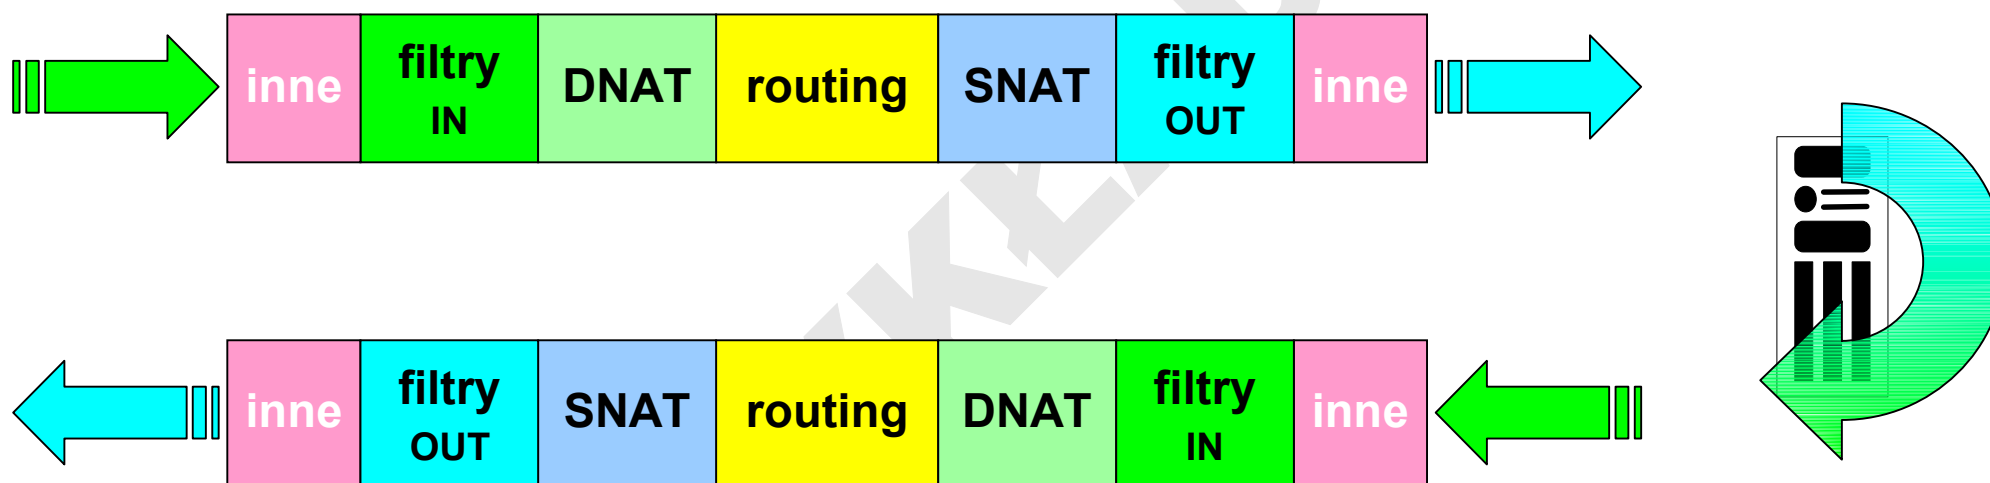 inne filtry IN DNAT routing SNAT filtry OUT inne
inne filtry OUT SNAT routing DNAT filtry IN inne